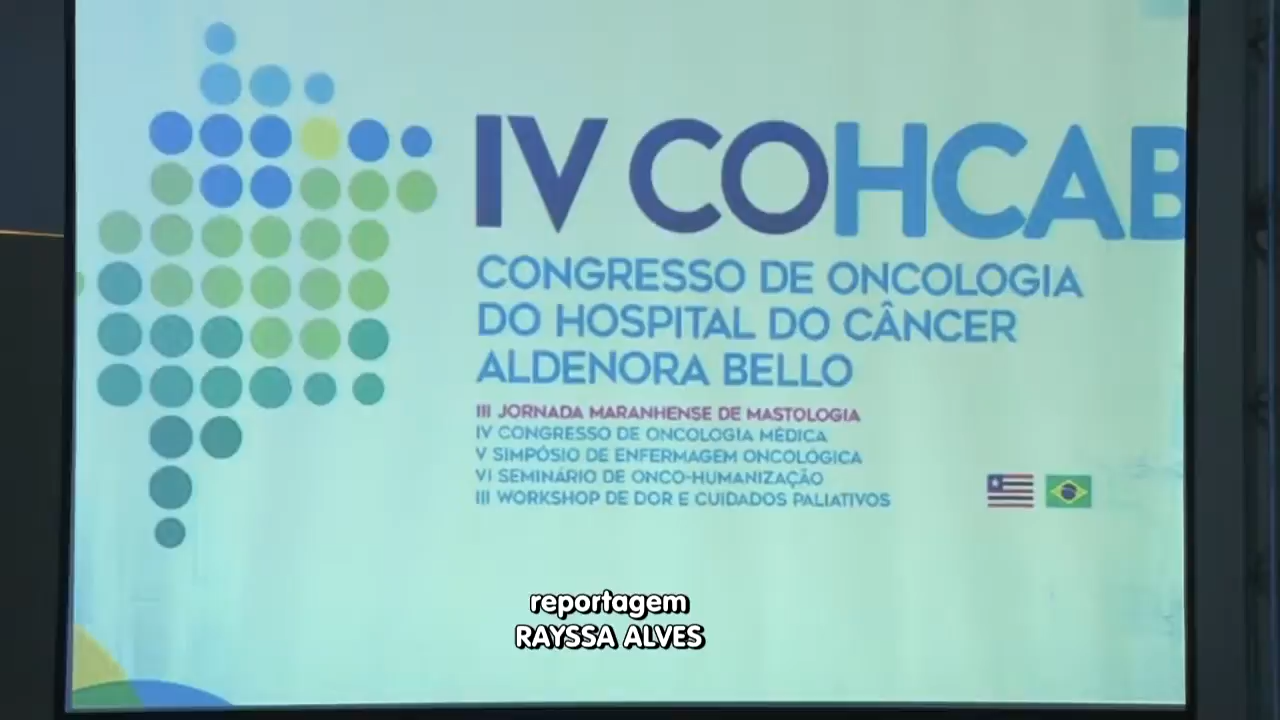 IV COHCAB
CONGRESSO DE ONCOLOGIA
DO HOSPITAL DO CÂNCER
ALDENORA BELLO
III JORNADA MARANHENSE DE MASTOLOGIA
IV CONGRESSO DE ONCOLOGIA MÉDICA
V SIMPÓSIO DE ENFERMAGEM ONCOLÓGICA
VI SEMINÁRIO DE ONCO-HUMANIZAÇÃO
III WORKSHOP DE DOR E CUIDADOS PALIATIVOS
reportagem
RAYSSA ALVES